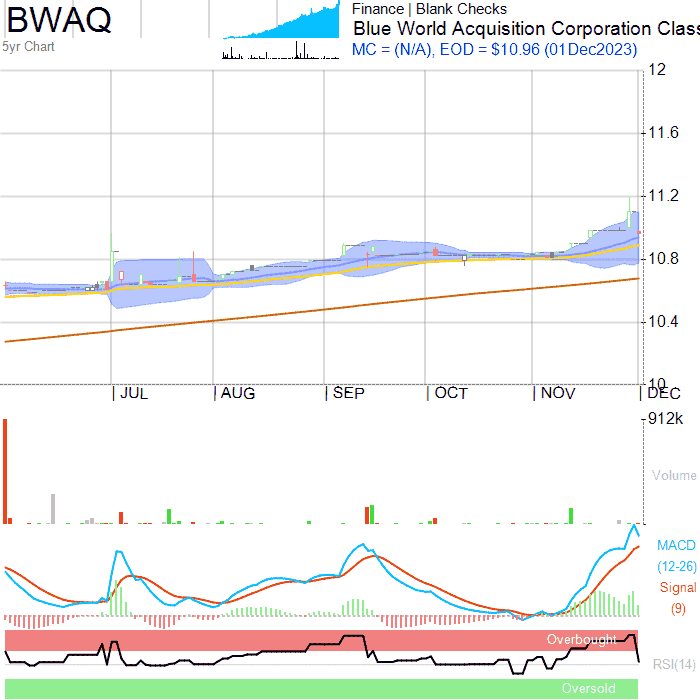 BWAQ
5yr Chart
Finance | Blank Checks
Blue World Acquisition Corporation Clas
MC = (N/A), EOD = $10.96 (01Dec2023)
12
11.6
11.2
10.8
10.4
10
JUL
AUG
SEP
OCT
NOV
DEC
912k
Volume
MACD
(12-26)
Signal
(9)
Overbought
RSI(14)
Oversold